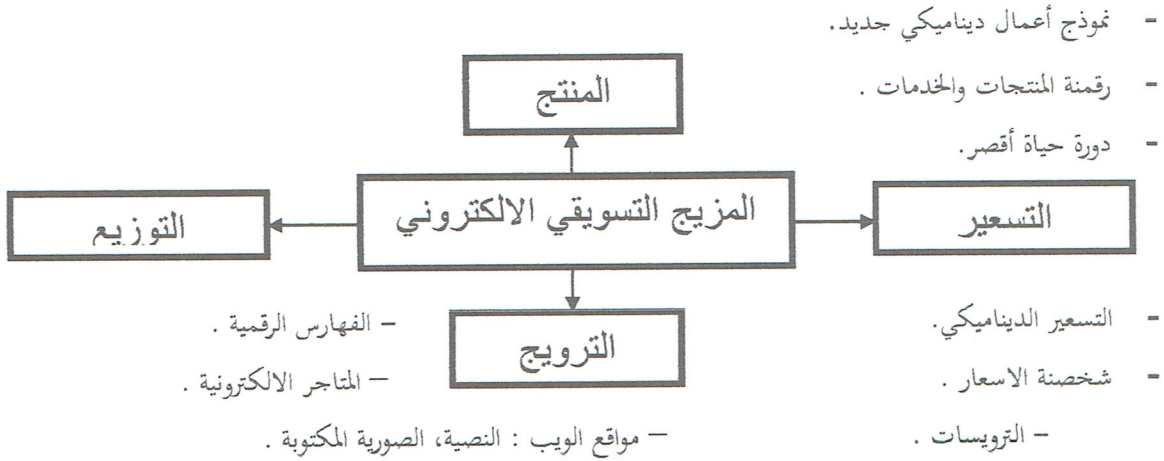 - نموذج أعمال ديناميكي جديد.
- رقمنة المنتجات والخدمات .
- دورة حياة أقصر.
المنتج
المزيج التسويقي الالكتروني
التسعير
التوزيع
الترويج
- التسعير الديناميكي.
- شخصنة الاسعار .
– الترويسات .
– الفهارس الرقمية .
– المتاجر الالكترونية .
– مواقع الويب : النصية، الصورية المكتوبة .